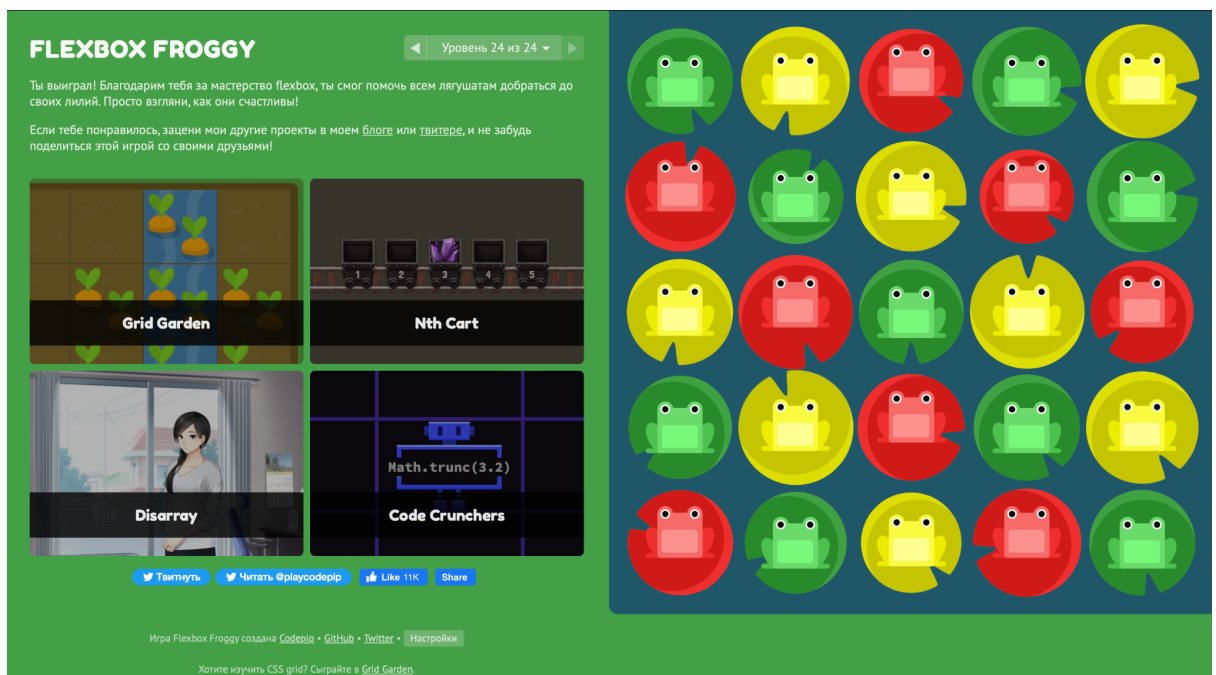 FLEXBOX FROGGY
Уровень 24 из 24
Ты выиграл! Благодарим тебя за мастерство flexbox, ты смог помочь всем лягушатам добраться до
своих лилий. Просто взгляни, как они счастливы!
Если тебе понравилось, зацени мои другие проекты в моем блоге или твитере, и не забудь
поделиться этой игрой со своими друзьями!
Grid Garden
1 2 3 4 5
Nth Cart
Disarray
Math.trunc(3.2)
Code Crunchers
Твитнуть
Читать @playcodepip
Like 11K
Share
Игра Flexbox Froggy создана Codepip • GitHub • Twitter • Настройки
Хотите изучить CSS grid? Сыграйте в Grid Garden.